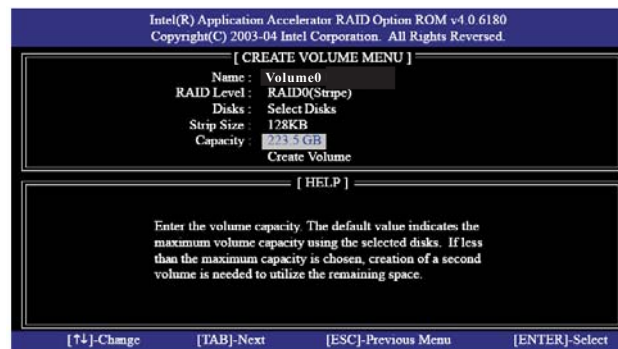 Intel(R) Application Accelerator RAID Option ROM v4.0.6180
Copyright(C) 2003-04 Intel Corporation. All Rights Reversed.
[ CREATE VOLUME MENU ]
Name : Volume0
RAID Level : RAID0(Stripe)
Disks : Select Disks
Strip Size : 128KB
Capacity : 223.5 GB
Create Volume
[ HELP ]
Enter the volume capacity. The default value indicates the
maximum volume capacity using the selected disks. If less
than the maximum capacity is chosen, creation of a second
volume is needed to utilize the remaining space.
[↑↓]-Change [TAB]-Next [ESC]-Previous Menu [ENTER]-Select